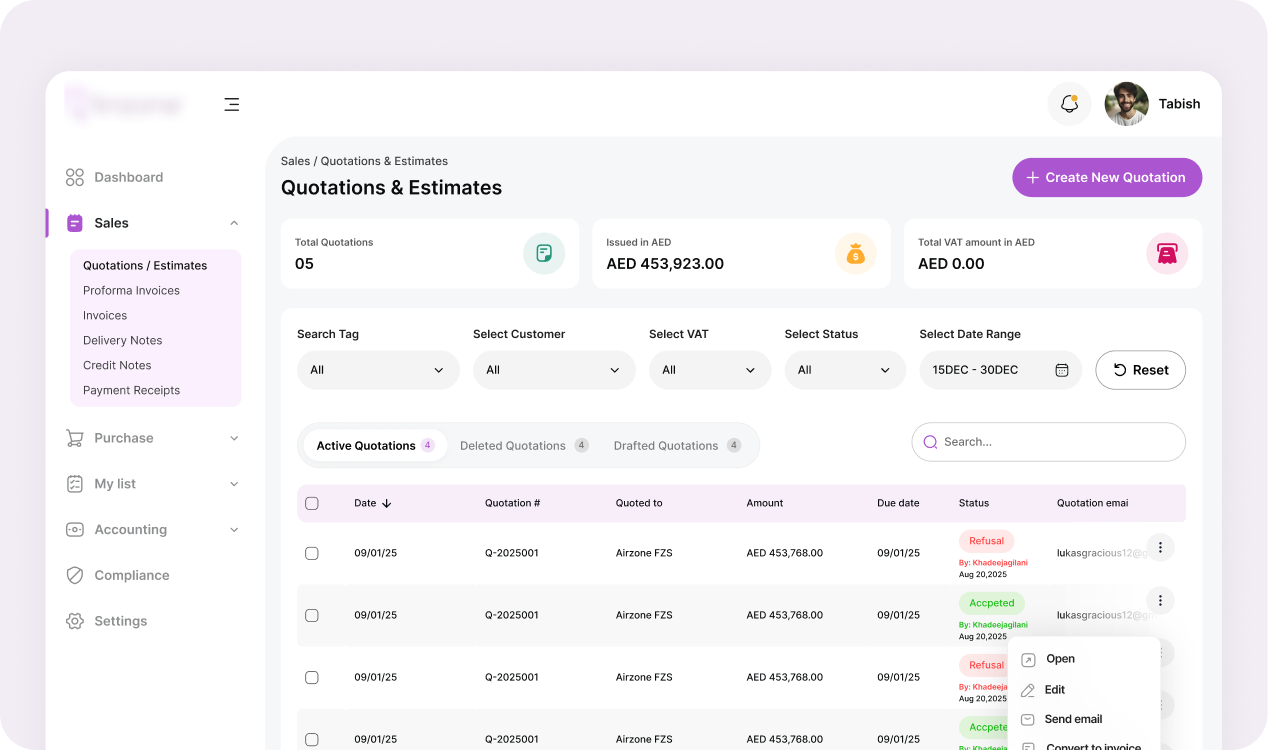 Tabish
Dashboard
Sales
Quotations / Estimates
Proforma Invoices
Invoices
Delivery Notes
Credit Notes
Payment Receipts
Purchase
My list
Accounting
Compliance
Settings
Sales / Quotations & Estimates
Quotations & Estimates
+ Create New Quotation
Total Quotations
05
Issued in AED
AED 453,923.00
Total VAT amount in AED
AED 0.00
Search Tag
All
Select Customer
All
Select VAT
All
Select Status
All
Select Date Range
15DEC - 30DEC
Reset
Active Quotations 4
Deleted Quotations 4
Drafted Quotations 4
Search...
Date Quotation # Quoted to Amount Due date Status Quotation emai
09/01/25 Q-2025001 Airzone FZS AED 453,768.00 09/01/25 Refusal lukasgracious12@g
By: Khadeejagilani
Aug 20,2025
09/01/25 Q-2025001 Airzone FZS AED 453,768.00 09/01/25 Accpeted lukasgracious12@g
By: Khadeejagilani
Aug 20,2025
09/01/25 Q-2025001 Airzone FZS AED 453,768.00 09/01/25 Refusal
By: Khadeeja
Aug 20,2025
09/01/25 Q-2025001 Airzone FZS AED 453,768.00 09/01/25 Accpete
By: Khadeeja
Open
Edit
Send email
Convert to invoice